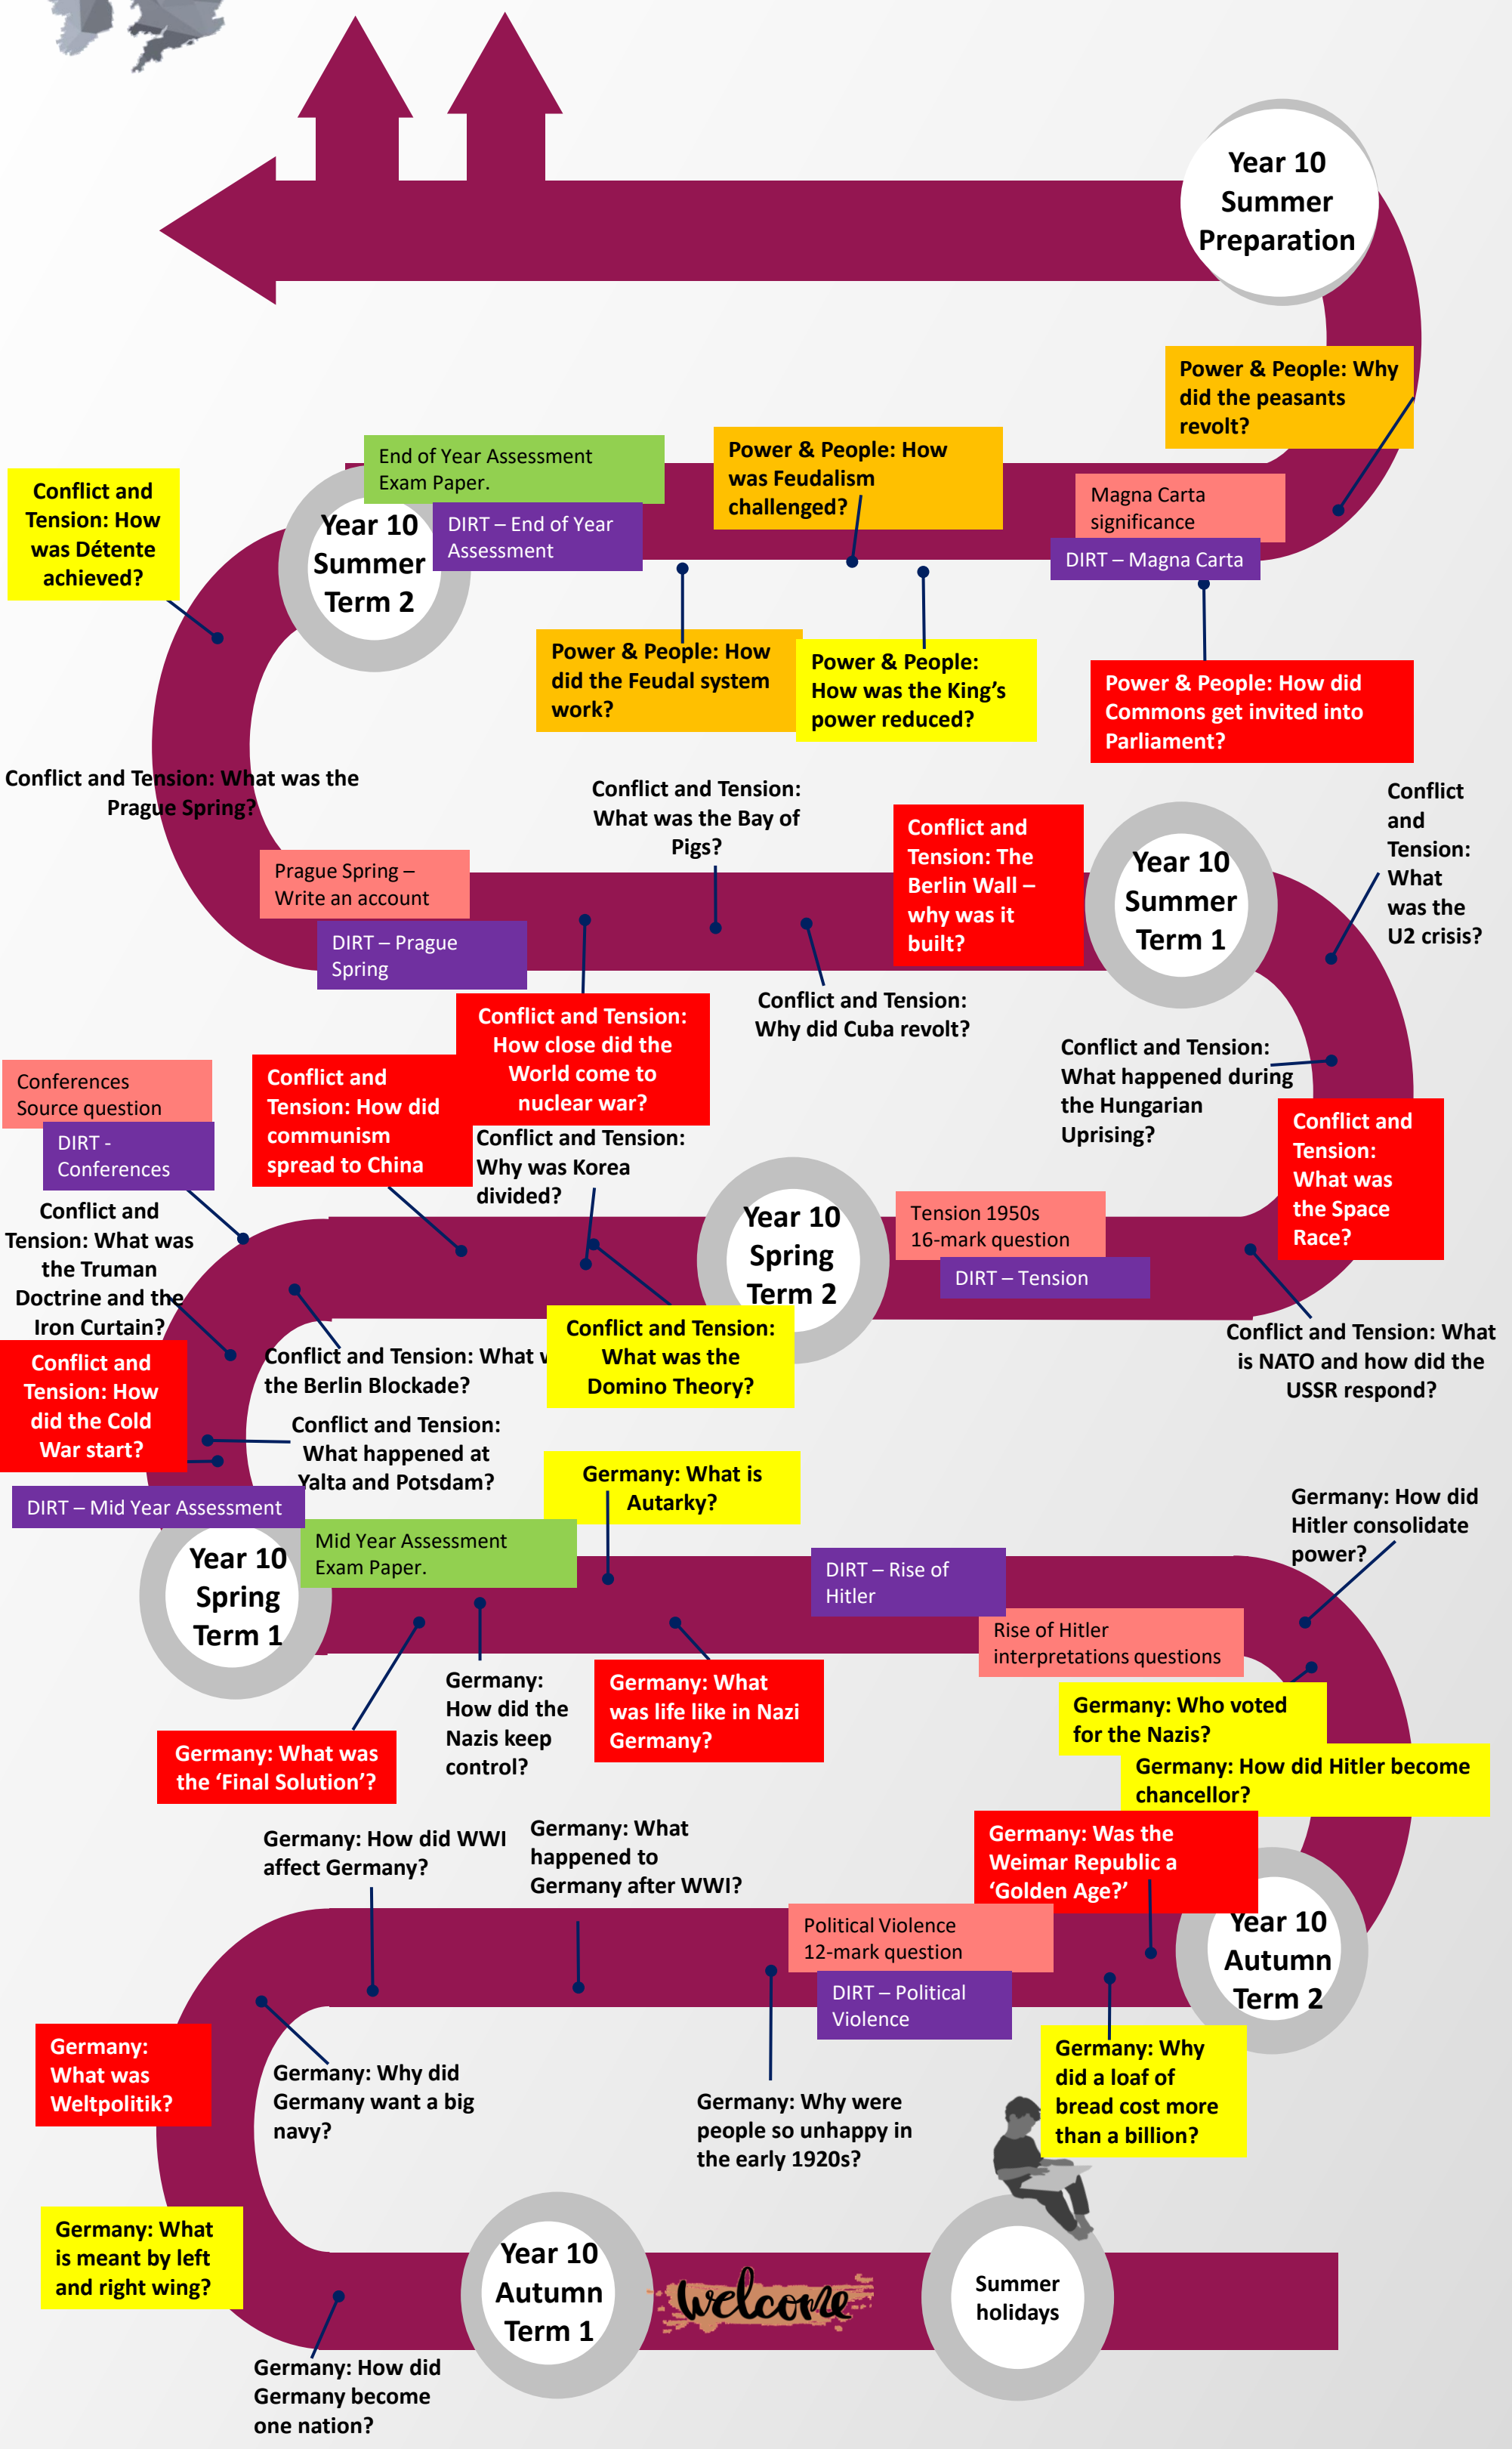 Year 10
Summer
Preparation
Power & People: Why
did the peasants
revolt?
End of Year Assessment
Exam Paper.
Power & People: How
was Feudalism
challenged?
Conflict and
Tension: How
was Détente
achieved?
Magna Carta
significance
Year 10
Summer
Term 2
DIRT – End of Year
Assessment
DIRT – Magna Carta
Power & People: How
did the Feudal system
work?
Power & People:
How was the King's
power reduced?
Power & People: How did
Commons get invited into
Parliament?
Conflict and Tension: What was the
Prague Spring?
Conflict and Tension:
What was the Bay of
Pigs?
Conflict and
Tension: The
Berlin Wall –
why was it
built?
Year 10
Summer
Term 1
Conflict
and
Tension:
What
was the
U2 crisis?
Prague Spring –
Write an account
DIRT – Prague
Spring
Conflict and Tension:
How close did the
World come to
nuclear war?
Conflict and Tension:
Why did Cuba revolt?
Conflict and Tension:
What happened during
the Hungarian
Uprising?
Conferences
Source question
DIRT -
Conferences
Conflict and
Tension: How did
communism
spread to China
Conflict and Tension:
Why was Korea
divided?
Conflict and
Tension:
What was
the Space
Race?
Conflict and
Tension: What was
the Truman
Doctrine and the
Iron Curtain?
Year 10
Spring
Term 2
Tension 1950s
16-mark question
DIRT – Tension
Conflict and Tension: What
is NATO and how did the
USSR respond?
Conflict and
Tension: How
did the Cold
War start?
Conflict and Tension: What
the Berlin Blockade?
Conflict and Tension:
What was the
Domino Theory?
Conflict and Tension:
What happened at
Yalta and Potsdam?
Germany: What is
Autarky?
DIRT – Mid Year Assessment
Mid Year Assessment
Exam Paper.
Year 10
Spring
Term 1
DIRT – Rise of
Hitler
Germany: How did
Hitler consolidate
power?
Rise of Hitler
interpretations questions
Germany: What was
the 'Final Solution'?
Germany:
How did the
Nazis keep
control?
Germany: What
was life like in Nazi
Germany?
Germany: Who voted
for the Nazis?
Germany: How did Hitler become
chancellor?
Germany: How did WWI
affect Germany?
Germany: What
happened to
Germany after WWI?
Germany: Was the
Weimar Republic a
'Golden Age?'
Political Violence
12-mark question
DIRT – Political
Violence
Year 10
Autumn
Term 2
Germany:
What was
Weltpolitik?
Germany: Why did
Germany want a big
navy?
Germany: Why were
people so unhappy in
the early 1920s?
Germany: Why
did a loaf of
bread cost more
than a billion?
Germany: What
is meant by left
and right wing?
Year 10
Autumn
Term 1
welcome
Summer
holidays
Germany: How did
Germany become
one nation?